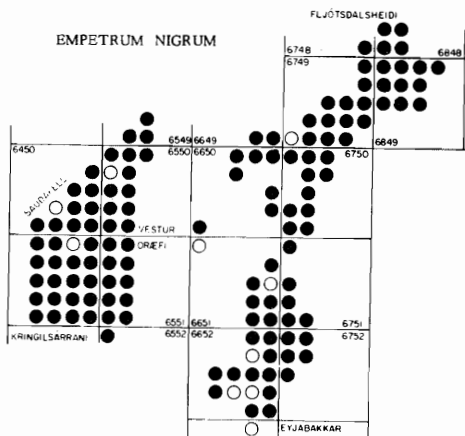 FLJÓTSDALSHEIDI
EMPETRUM NIGRUM
6748 6848
6749
6450 6549 6649 6750 6849
6550 6650
SAUÐAFELL
VESTUR
ÖRÆFI
6551 6651 6751
KRINGILSÁRRANI 6552 6652 6752
EYJABAKKAR